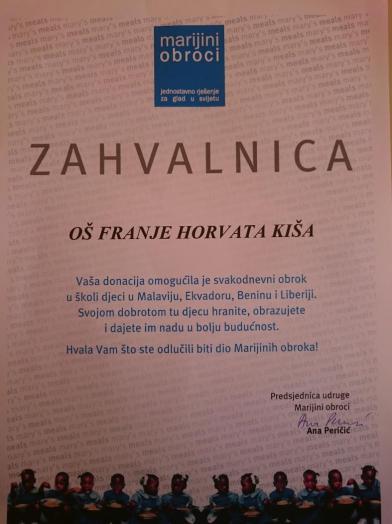 marijini
obroci
jednostavno rješenje
za glad u svijetu
ZAHVALNICA
OŠ FRANJE HORVATA KIŠA
Vaša donacija omogućila je svakodnevni obrok
u školi djeci u Malaviju, Ekvadoru, Beninu i Liberiji.
Svojom dobrotom tu djecu hranite, obrazujete
i dajete im nadu u bolju budućnost.
Hvala Vam što ste odlučili biti dio Marijinih obroka!
Predsjednica udruge
Marijini obroci
Ana Peričić